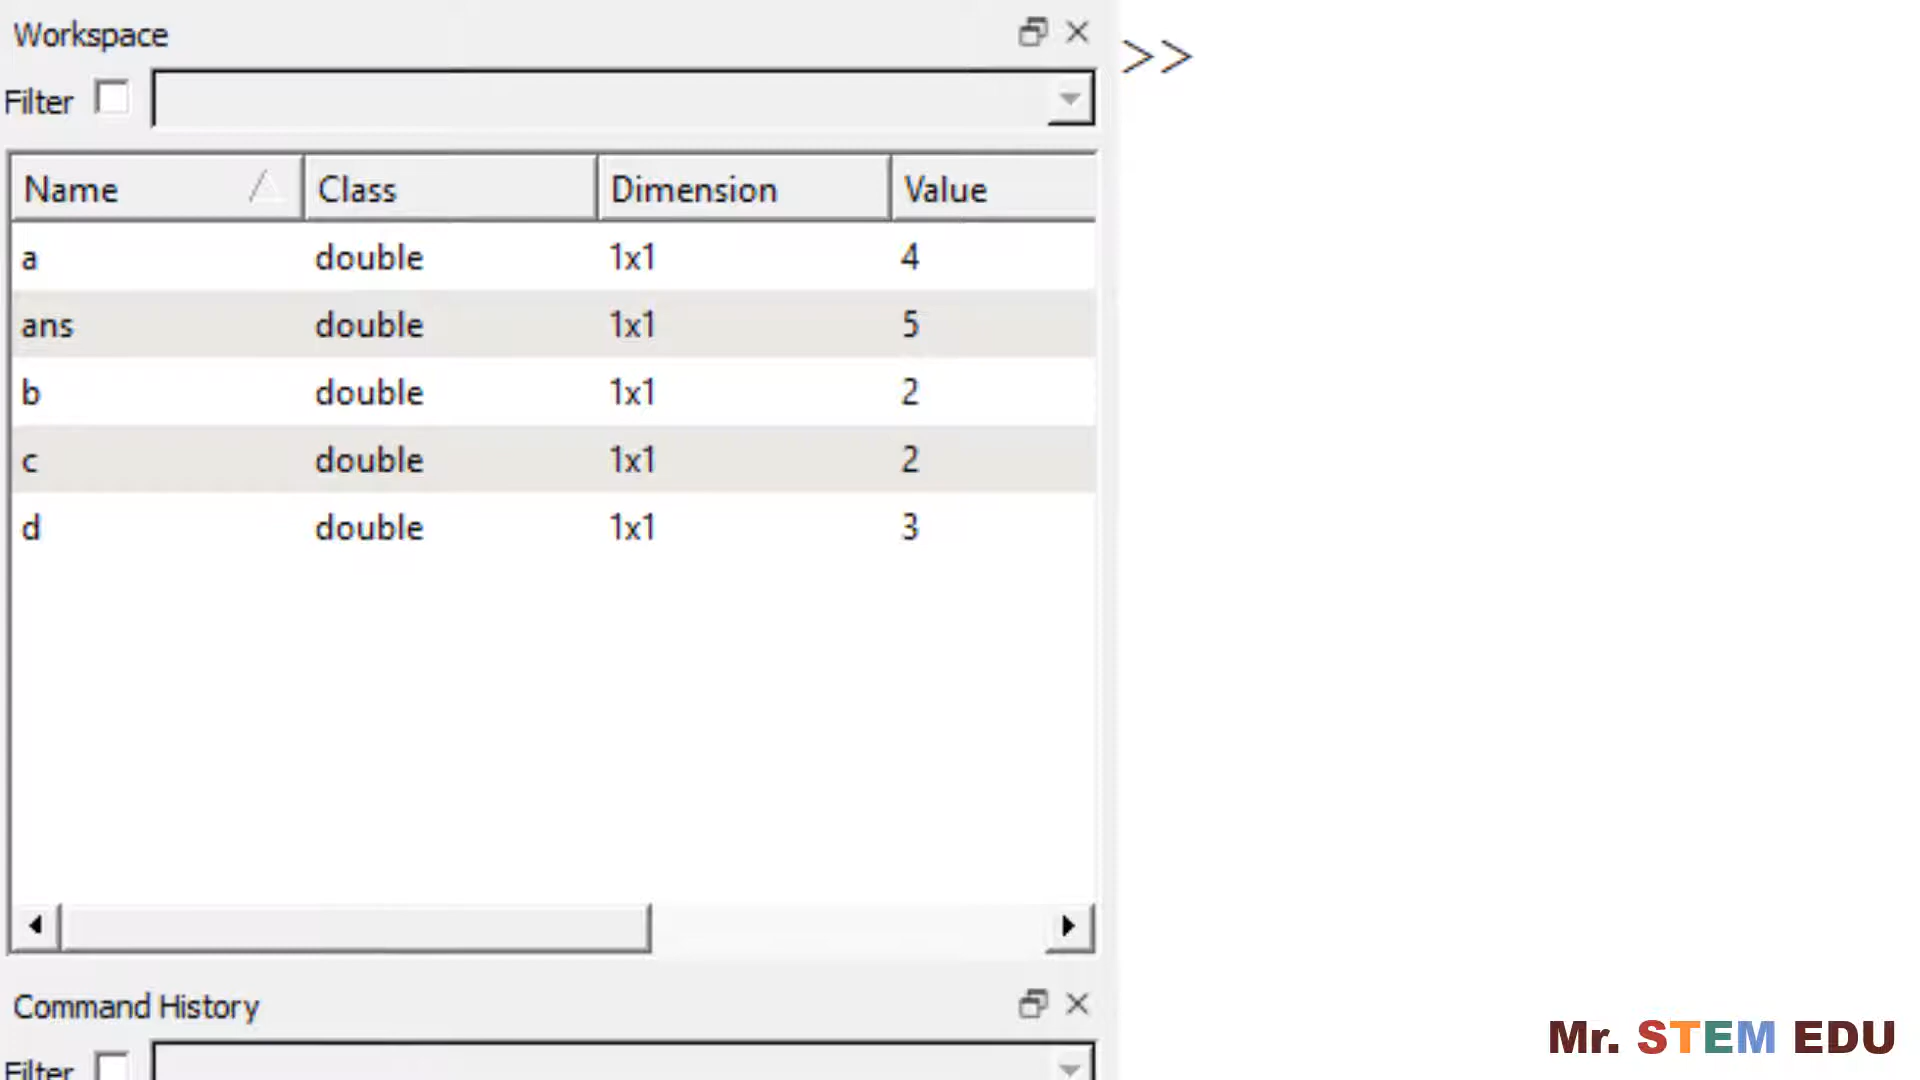 Workspace
>>
Filter
Name Class Dimension Value
a double 1x1 4
ans double 1x1 5
b double 1x1 2
c double 1x1 2
d double 1x1 3
Command History
Filter
Mr. STEM EDU